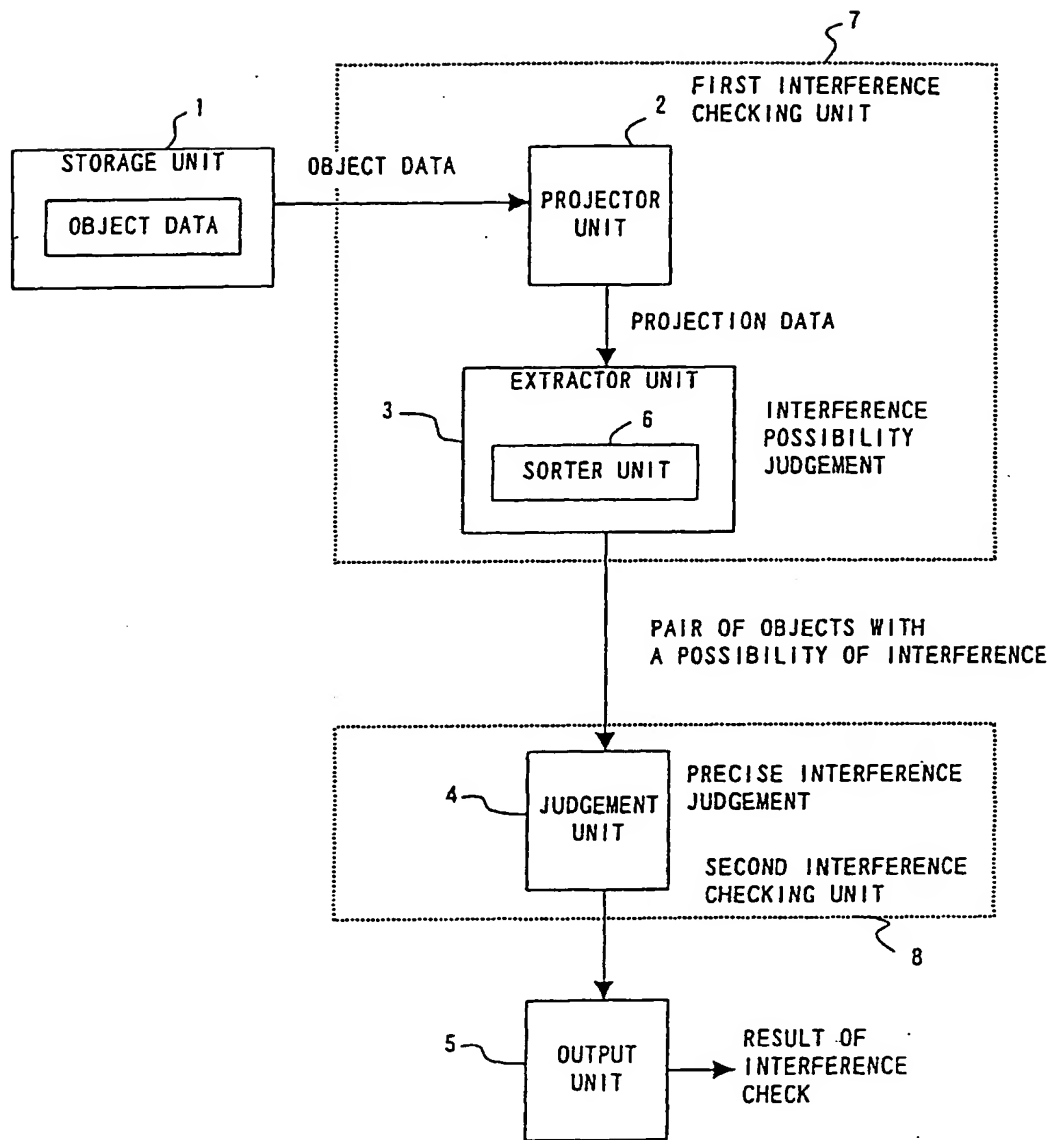 7
FIRST INTERFERENCE
CHECKING UNIT
1
2
STORAGE UNIT
OBJECT DATA
OBJECT DATA
PROJECTOR
UNIT
PROJECTION DATA
EXTRACTOR UNIT
3
6
SORTER UNIT
INTERFERENCE
POSSIBILITY
JUDGEMENT
PAIR OF OBJECTS WITH
A POSSIBILITY OF INTERFERENCE
4
JUDGEMENT
UNIT
PRECISE INTERFERENCE
JUDGEMENT
SECOND INTERFERENCE
CHECKING UNIT
8
5
OUTPUT
UNIT
RESULT OF
INTERFERENCE
CHECK